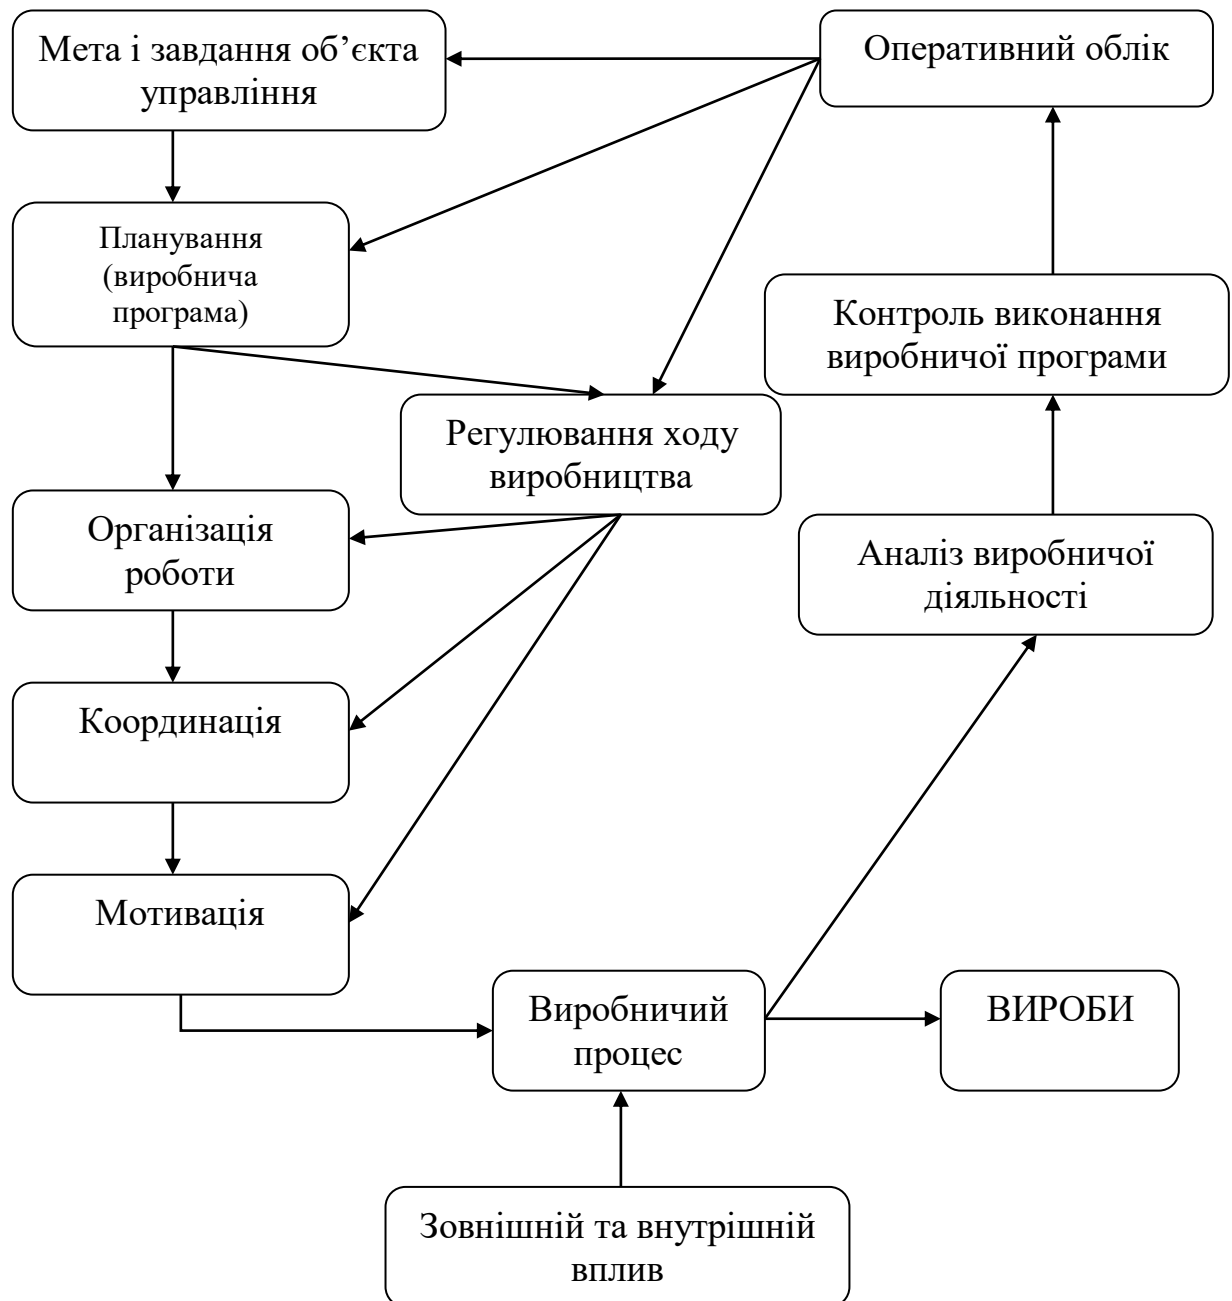 Мета і завдання об’єкта
управління
Оперативний облік
Планування
(виробнича
програма)
Контроль виконання
виробничої програми
Регулювання ходу
виробництва
Організація
роботи
Аналіз виробничої
діяльності
Координація
Мотивація
Виробничий
процес
ВИРОБИ
Зовнішній та внутрішній
вплив